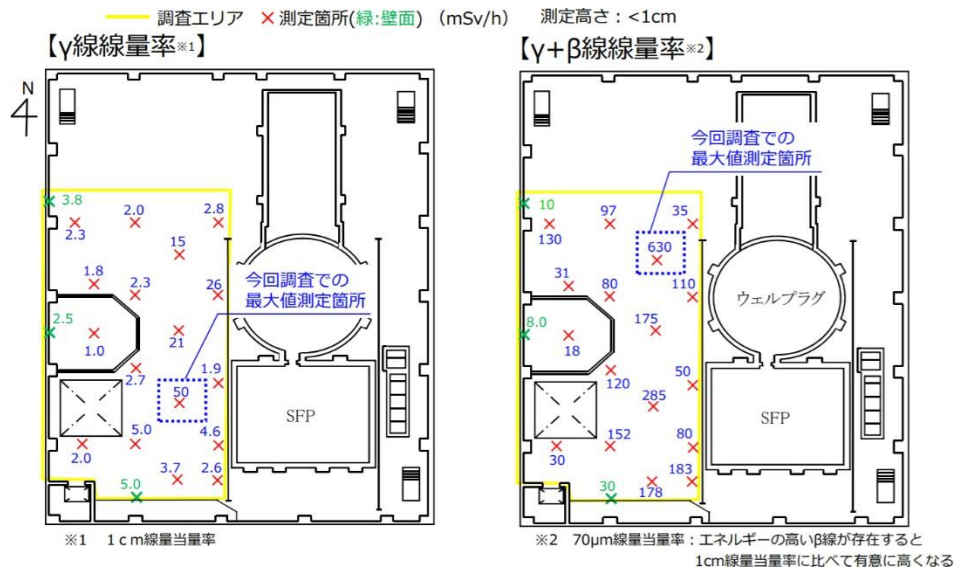 調査エリア × 測定箇所(緑:壁面) (mSv/h) 測定高さ：<1cm
【γ線線量率※1】
N
3.8
2.3
2.0
2.8
15
1.8
2.3
26
今回調査での
最大値測定箇所
2.5
1.0
21
2.7
1.9
50
SFP
2.0
5.0
4.6
3.7
2.6
5.0
※1 1ｃｍ線量当量率
【γ+β線線量率※2】
今回調査での
最大値測定箇所
10
130
97
35
630
31
80
110
ウェルプラグ
8.0
18
175
120
50
285
SFP
30
152
80
183
178
30
※2 70μm線量当量率：エネルギーの高いβ線が存在すると
1cm線量当量率に比べて有意に高くなる